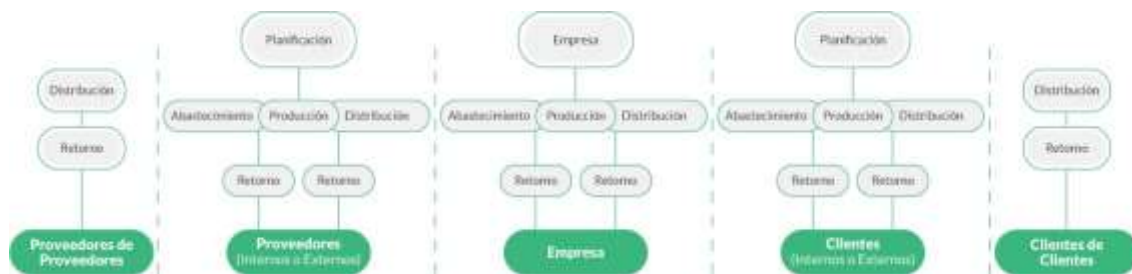 Distribución
Retorno
Proveedores de
Proveedores
Planificación
Abastecimiento
Producción
Distribución
Retorno
Retorno
Proveedores
(Internos o Externos)
Empresa
Abastecimiento
Producción
Distribución
Retorno
Retorno
Empresa
Planificación
Abastecimiento
Producción
Distribución
Retorno
Retorno
Clientes
(Internos o Externos)
Distribución
Retorno
Clientes de
Clientes